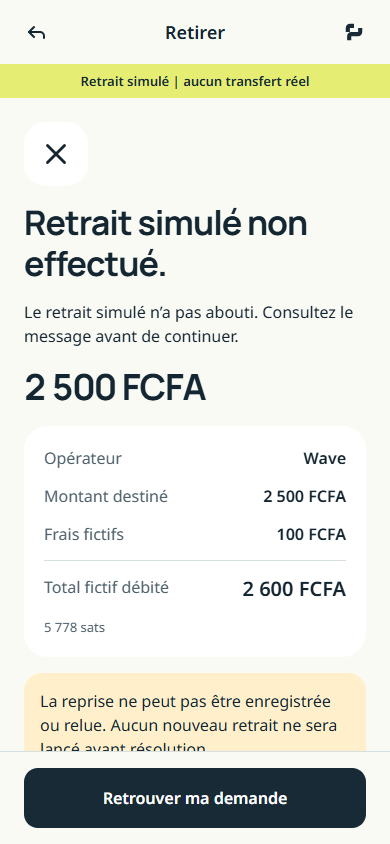 Retirer
Retrait simulé | aucun transfert réel
Retrait simulé non
effectué.
Le retrait simulé n’a pas abouti. Consultez le
message avant de continuer.
2 500 FCFA
Opérateur Wave
Montant destiné 2 500 FCFA
Frais fictifs 100 FCFA
Total fictif débité 2 600 FCFA
5 778 sats
La reprise ne peut pas être enregistrée
ou relue. Aucun nouveau retrait ne sera
lancé avant résolution.
Retrouver ma demande